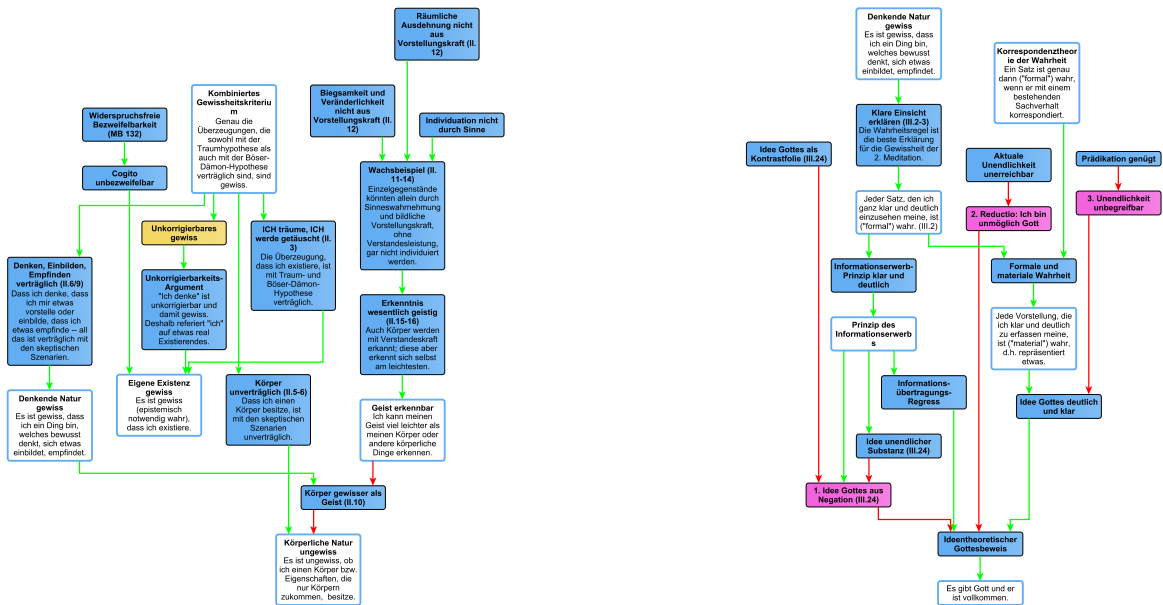 Räumliche
Ausdehnung nicht
aus
Vorstellungskraft (II.
12)
Kombiniertes
Gewissheitskriteriu
m
Genau die
Überzeugungen, die
sowohl mit der
Traumhypothese als
auch mit der Böser-
Dämon-Hypothese
verträglich sind, sind
gewiss.
Biegsamkeit und
Veränderlichkeit
nicht aus
Vorstellungskraft (II.
12)
Individuation nicht
durch Sinne
Widerspruchsfreie
Bezweifelbarkeit
(MB 132)
Cogito
unbezweifelbar
Wachsbeispiel (II.
11-14)
Einzelgegenstände
könnten allein durch
Sinneswahrnehmung
und bildliche
Vorstellungskraft,
ohne
Verstandesleistung,
gar nicht individuiert
werden.
Unkorrigierbares
gewiss
ICH träume, ICH
werde getäuscht (II.
3)
Die Überzeugung,
dass ich existiere, ist
mit Traum- und
Böser-Dämon-
Hypothese
verträglich.
Denken, Einbilden,
Empfinden
verträglich (II.6/9)
Dass ich denke, dass
ich mir etwas
vorstelle oder
einbilde, dass ich
etwas empfinde -- all
das ist verträglich mit
den skeptischen
Szenarien.
Unkorrigierbarkeits-
Argument
"Ich denke" ist
unkorrigierbar und
damit gewiss.
Deshalb referiert "ich"
auf etwas real
Existierendes.
Erkenntnis
wesentlich geistig
(II.15-16)
Auch Körper werden
mit Verstandeskraft
erkannt; diese aber
erkennt sich selbst
am leichtesten.
Denkende Natur
gewiss
Es ist gewiss, dass
ich ein Ding bin,
welches bewusst
denkt, sich etwas
einbildet, empfindet.
Eigene Existenz
gewiss
Es ist gewiss
(epistemisch
notwendig wahr),
dass ich existiere.
Körper
unverträglich (II.5-6)
Dass ich einen
Körper besitze, ist
mit den skeptischen
Szenarien
unverträglich.
Geist erkennbar
Ich kann meinen
Geist viel leichter als
meinen Körper oder
andere körperliche
Dinge erkennen.
Körper gewisser als
Geist (II.10)
Körperliche Natur
ungewiss
Es ist ungewiss, ob
ich einen Körper bzw.
Eigenschaften, die
nur Körpern
zukommen, besitze.
Denkende Natur
gewiss
Es ist gewiss, dass
ich ein Ding bin,
welches bewusst
denkt, sich etwas
einbildet, empfindet.
Korrespondenztheor
ie der Wahrheit
Ein Satz ist genau
dann ("formal") wahr,
wenn er mit einem
bestehenden
Sachverhalt
korrespondiert.
Klare Einsicht
erklären (III.2-3)
Die Wahrheitsregel ist
die beste Erklärung
für die Gewissheit der
2. Meditation.
Idee Gottes als
Kontrastfolie (III.24)
Aktuale
Unendlichkeit
unerreichbar
Prädikation genügt
Jeder Satz, den ich
ganz klar und deutlich
einzusehen meine, ist
("formal") wahr. (III.2)
2. Reductio: Ich bin
unmöglich Gott
3. Unendlichkeit
unbegreifbar
Informationserwerb-
Prinzip klar und
deutlich
Formale und
materiale Wahrheit
Prinzip des
Informationserwerb
s
Jede Vorstellung, die
ich klar und deutlich
zu erfassen meine,
ist ("material") wahr,
d.h. repräsentiert
etwas.
Informations-
übertragungs-
Regress
Idee Gottes deutlich
und klar
Idee unendlicher
Substanz (III.24)
1. Idee Gottes aus
Negation (III.24)
Ideentheoretischer
Gottesbeweis
Es gibt Gott und er
ist vollkommen.